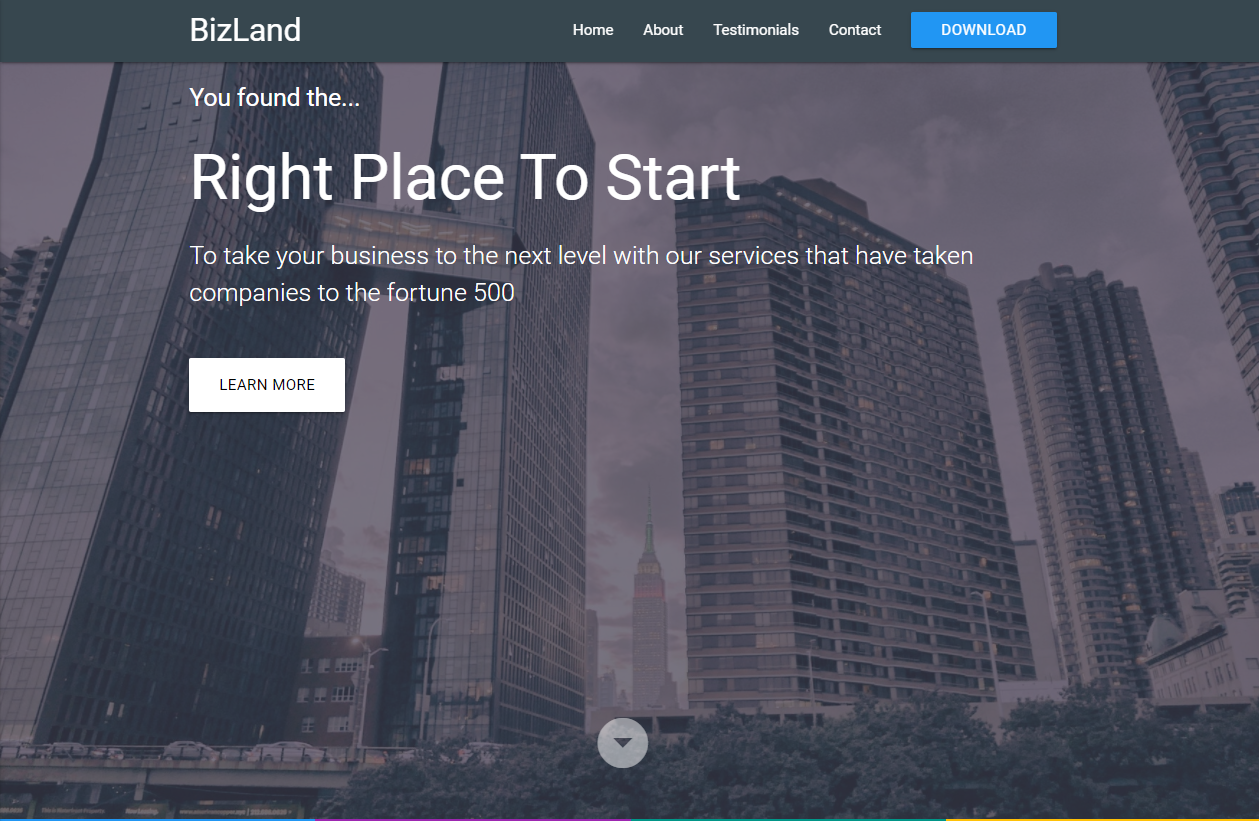 BizLand
Home About Testimonials Contact DOWNLOAD
You found the...
Right Place To Start
To take your business to the next level with our services that have taken
companies to the fortune 500
LEARN MORE